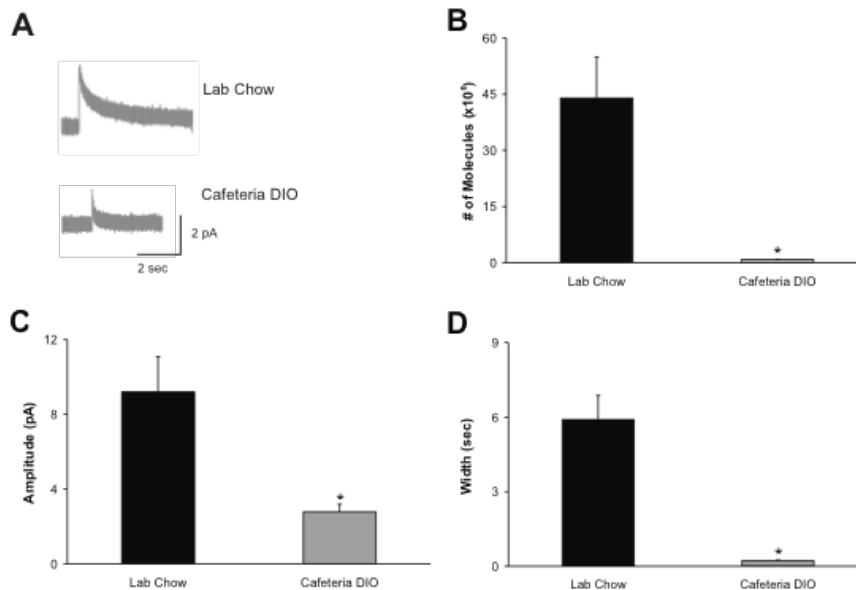 A
Lab Chow
Cafeteria DIO
2 pA
2 sec
B
# of Molecules (x10⁶)
60
45
30
15
0
*
Lab Chow
Cafeteria DIO
C
Amplitude (pA)
12
8
4
0
*
Lab Chow
Cafeteria DIO
D
Width (sec)
9
6
3
0
*
Lab Chow
Cafeteria DIO